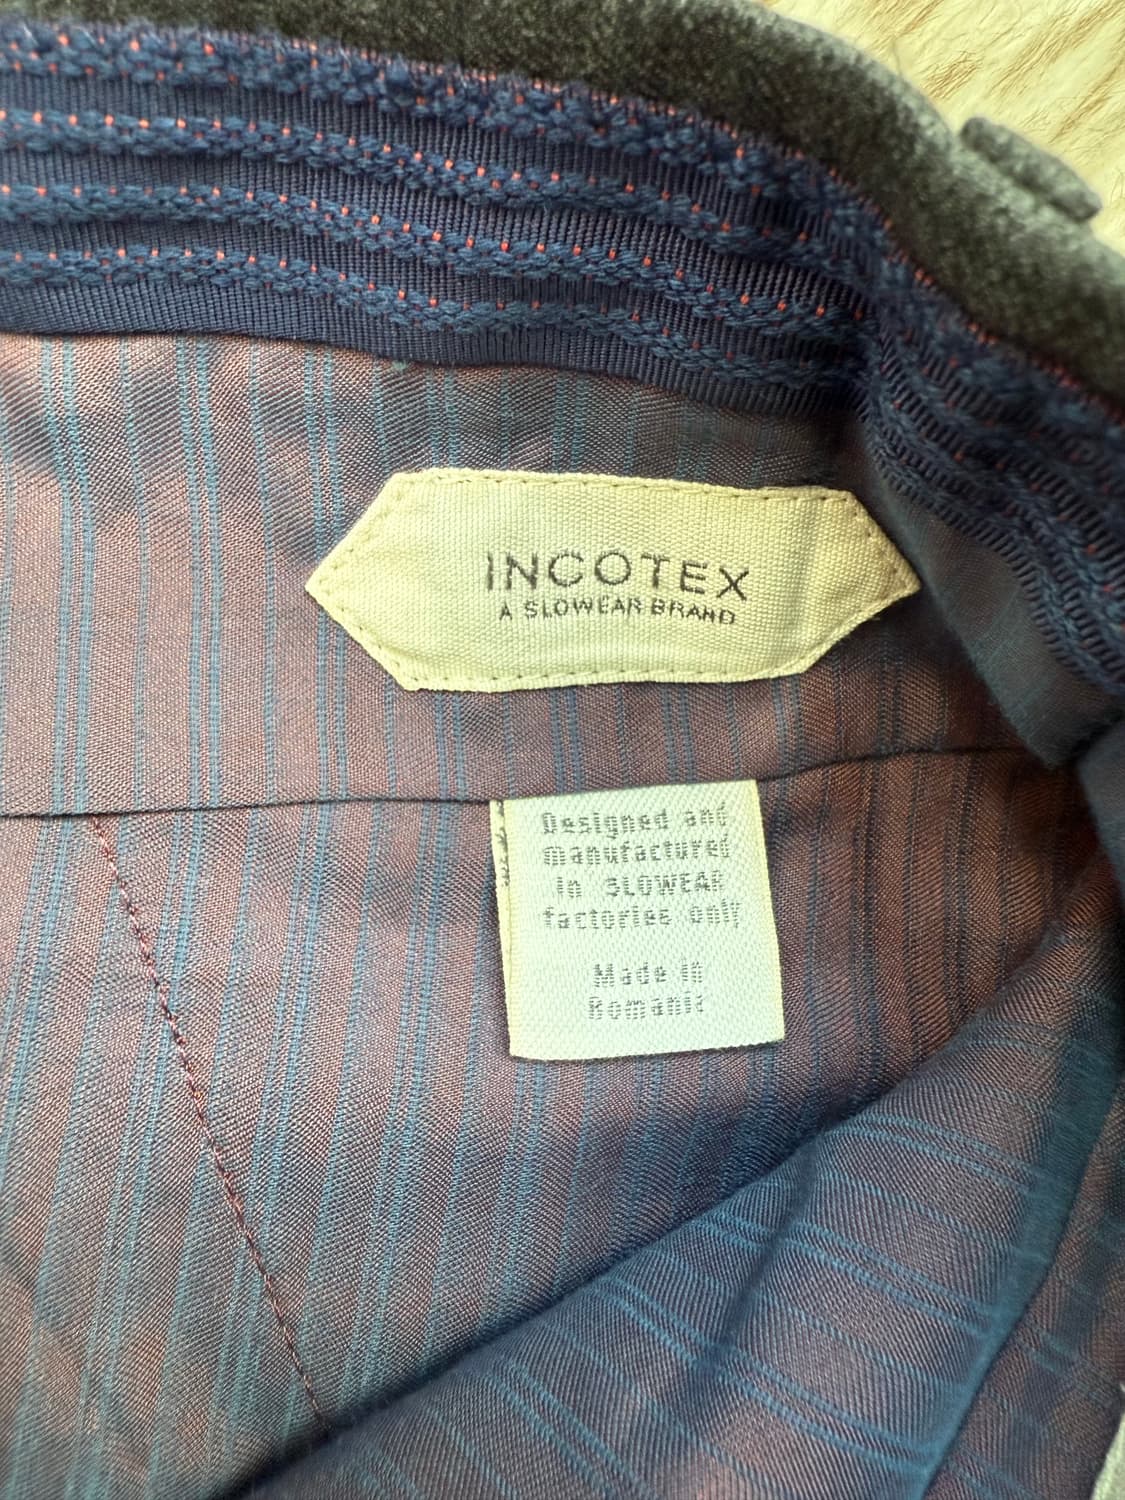 INCOTEX
A SLOWEAR BRAND
Designed and
manufactured
in SLOWEAR
factories only
Made in
Romania